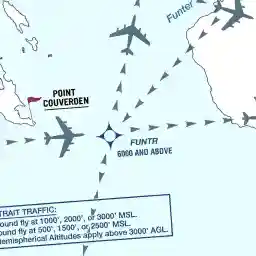 Funter
POINT
COUVERDEN
FUNTR
6000 AND ABOVE
TRAIT TRAFFIC:
ound fly at 1000', 2000', or 3000' MSL.
ound fly at 500', 1500', or 2500' MSL.
Hemispherical Altitudes apply above 3000' AGL.